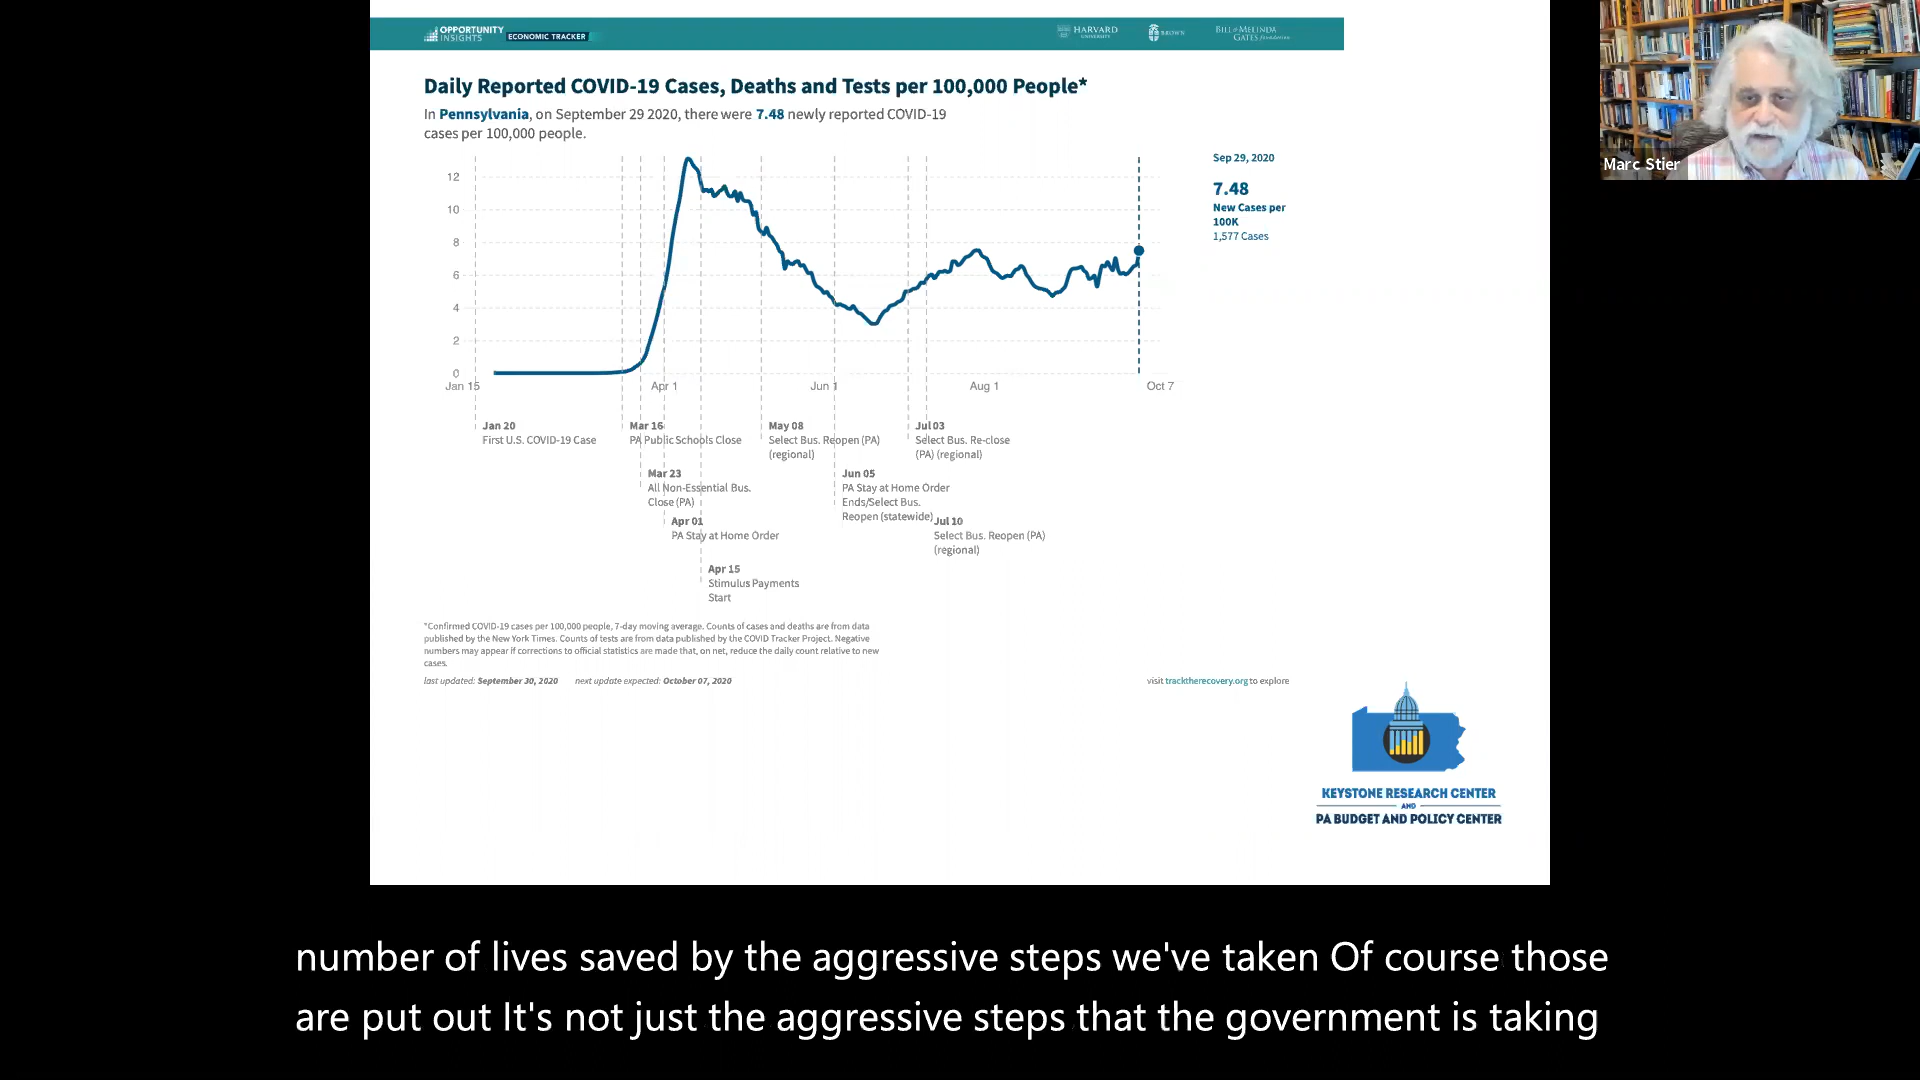 OPPORTUNITY
INSIGHTS
ECONOMIC TRACKER
HARVARD
UNIVERSITY
BROWN
BILL & MELINDA
GATES foundation
Daily Reported COVID-19 Cases, Deaths and Tests per 100,000 People*
In Pennsylvania, on September 29 2020, there were 7.48 newly reported COVID-19
cases per 100,000 people.
Marc Stier
Sep 29, 2020
7.48
New Cases per
100K
1,577 Cases
12
10
8
6
4
2
0
Jan 15
Apr 1
Jun 1
Aug 1
Oct 7
Jan 20
First U.S. COVID-19 Case
Mar 16
PA Public Schools Close
May 08
Select Bus. Reopen (PA)
(regional)
Jul 03
Select Bus. Re-close
(PA) (regional)
Mar 23
All Non-Essential Bus.
Close (PA)
Jun 05
PA Stay at Home Order
Ends/Select Bus.
Reopen (statewide)
Apr 01
PA Stay at Home Order
Jul 10
Select Bus. Reopen (PA)
(regional)
Apr 15
Stimulus Payments
Start
*Confirmed COVID-19 cases per 100,000 people, 7-day moving average. Counts of cases and deaths are from data
published by the New York Times. Counts of tests are from data published by the COVID Tracker Project. Negative
numbers may appear if corrections to official statistics are made that, on net, reduce the daily count relative to new
cases.
last updated: September 30, 2020 next update expected: October 07, 2020
visit tracktherecovery.org to explore
KEYSTONE RESEARCH CENTER
AND
PA BUDGET AND POLICY CENTER
number of lives saved by the aggressive steps we've taken Of course those
are put out It's not just the aggressive steps that the government is taking